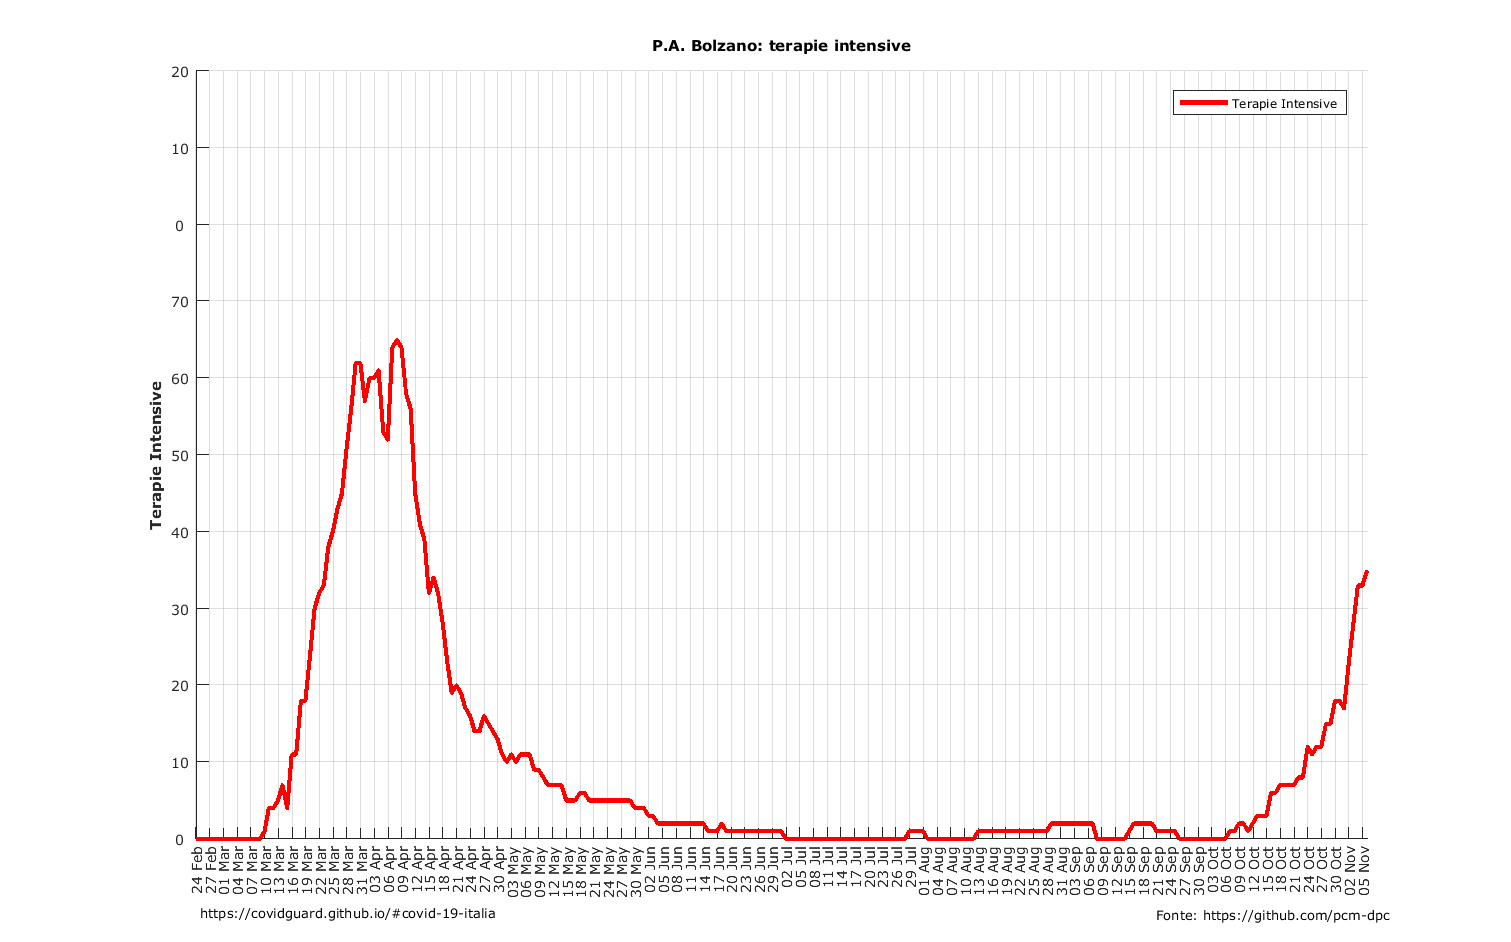 P.A. Bolzano: terapie intensive
Terapie Intensive
20
10
0
70
60
50
40
30
20
10
0
Terapie Intensive
24 Feb
27 Feb
01 Mar
04 Mar
07 Mar
10 Mar
13 Mar
16 Mar
19 Mar
22 Mar
25 Mar
28 Mar
31 Mar
03 Apr
06 Apr
09 Apr
12 Apr
15 Apr
18 Apr
21 Apr
24 Apr
27 Apr
30 Apr
03 May
06 May
09 May
12 May
15 May
18 May
21 May
24 May
27 May
30 May
02 Jun
05 Jun
08 Jun
11 Jun
14 Jun
17 Jun
20 Jun
23 Jun
26 Jun
29 Jun
02 Jul
05 Jul
08 Jul
11 Jul
14 Jul
17 Jul
20 Jul
23 Jul
26 Jul
29 Jul
01 Aug
04 Aug
07 Aug
10 Aug
13 Aug
16 Aug
19 Aug
22 Aug
25 Aug
28 Aug
31 Aug
03 Sep
06 Sep
09 Sep
12 Sep
15 Sep
18 Sep
21 Sep
24 Sep
27 Sep
30 Sep
03 Oct
06 Oct
09 Oct
12 Oct
15 Oct
18 Oct
21 Oct
24 Oct
27 Oct
30 Oct
02 Nov
05 Nov
https://covidguard.github.io/#covid-19-italia
Fonte: https://github.com/pcm-dpc